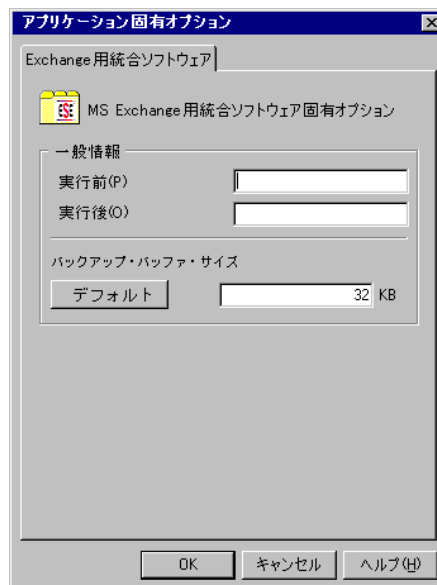 アプリケーション固有オプション
Exchange用統合ソフトウェア
MS Exchange用統合ソフトウェア固有オプション
一般情報
実行前(P)
実行後(O)
バックアップ・バッファ・サイズ
デフォルト 32 KB
OK キャンセル ヘルプ(H)